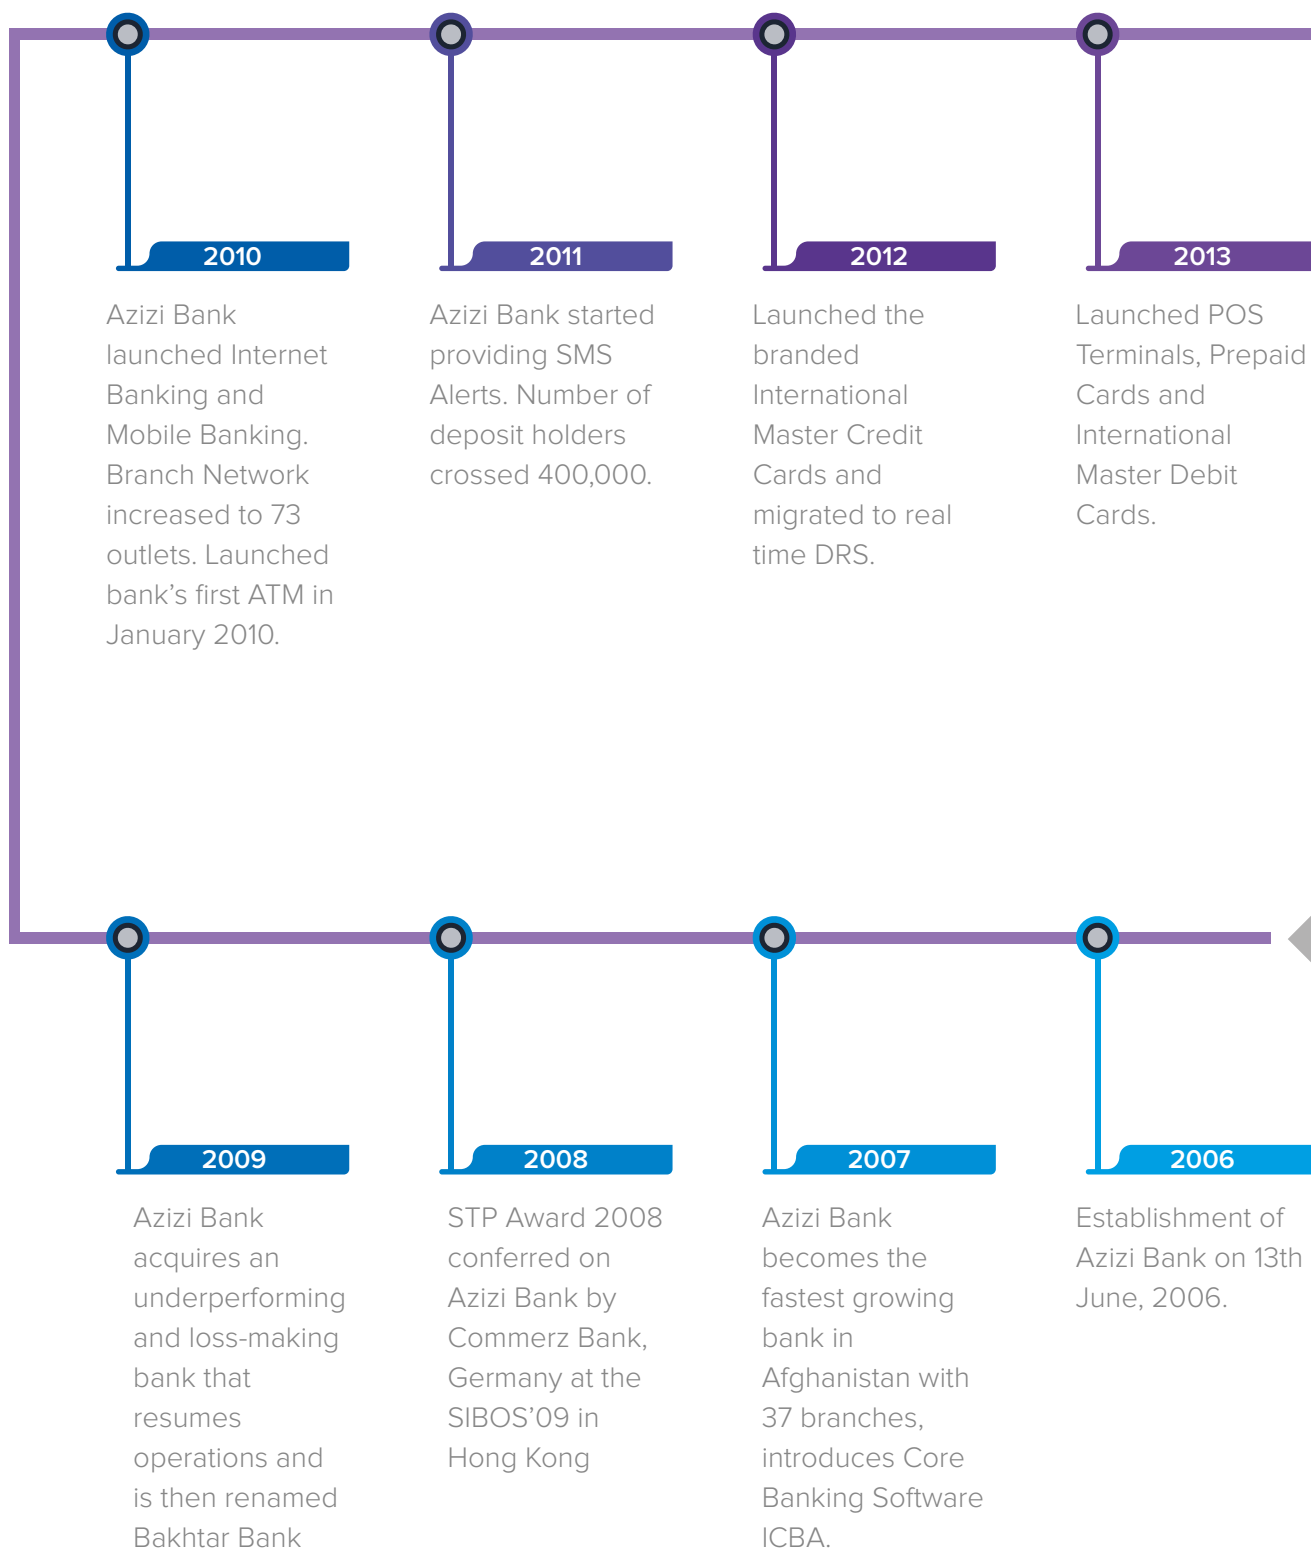 2010
Azizi Bank
launched Internet
Banking and
Mobile Banking.
Branch Network
increased to 73
outlets. Launched
bank’s first ATM in
January 2010.
2011
Azizi Bank started
providing SMS
Alerts. Number of
deposit holders
crossed 400,000.
2012
Launched the
branded
International
Master Credit
Cards and
migrated to real
time DRS.
2013
Launched POS
Terminals, Prepaid
Cards and
International
Master Debit
Cards.
2009
Azizi Bank
acquires an
underperforming
and loss-making
bank that
resumes
operations and
is then renamed
Bakhtar Bank
2008
STP Award 2008
conferred on
Azizi Bank by
Commerz Bank,
Germany at the
SIBOS’09 in
Hong Kong
2007
Azizi Bank
becomes the
fastest growing
bank in
Afghanistan with
37 branches,
introduces Core
Banking Software
ICBA.
2006
Establishment of
Azizi Bank on 13th
June, 2006.